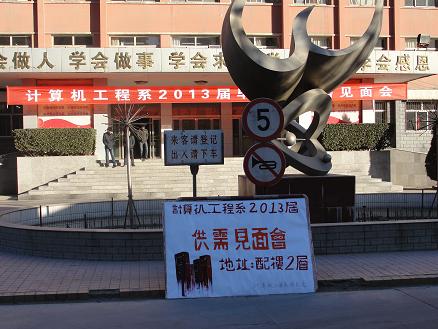 会做人 学会做事 学会求 会感恩
计算机工程系2013届 见面会
5
来客请登记
出入请下车
計算机工程系2013届
供需見面會
地址:配楼2层